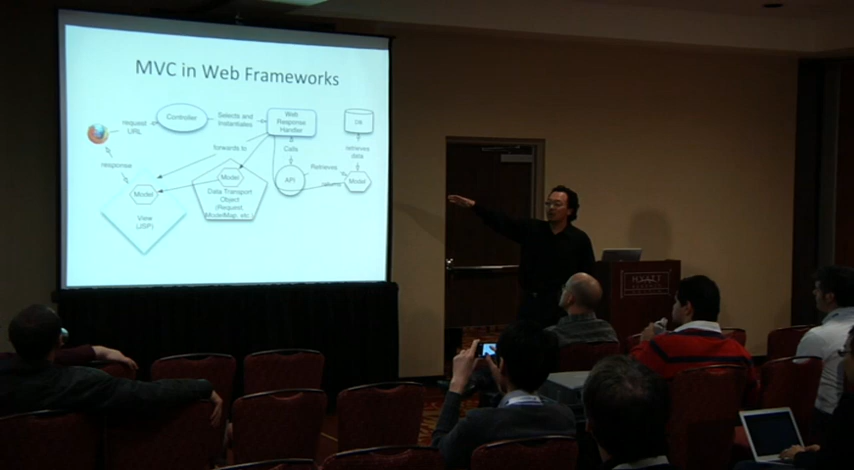 MVC in Web Frameworks
request
URL
Controller
Selects and
Instantiates
Web
Response
Handler
DB
response
forwards to
Calls
retrieves
data
Model
Model
API
Retrieves
returns
Model
View
(JSP)
Data Transport
Object
(Request,
ModelMap, etc.)
HYATT